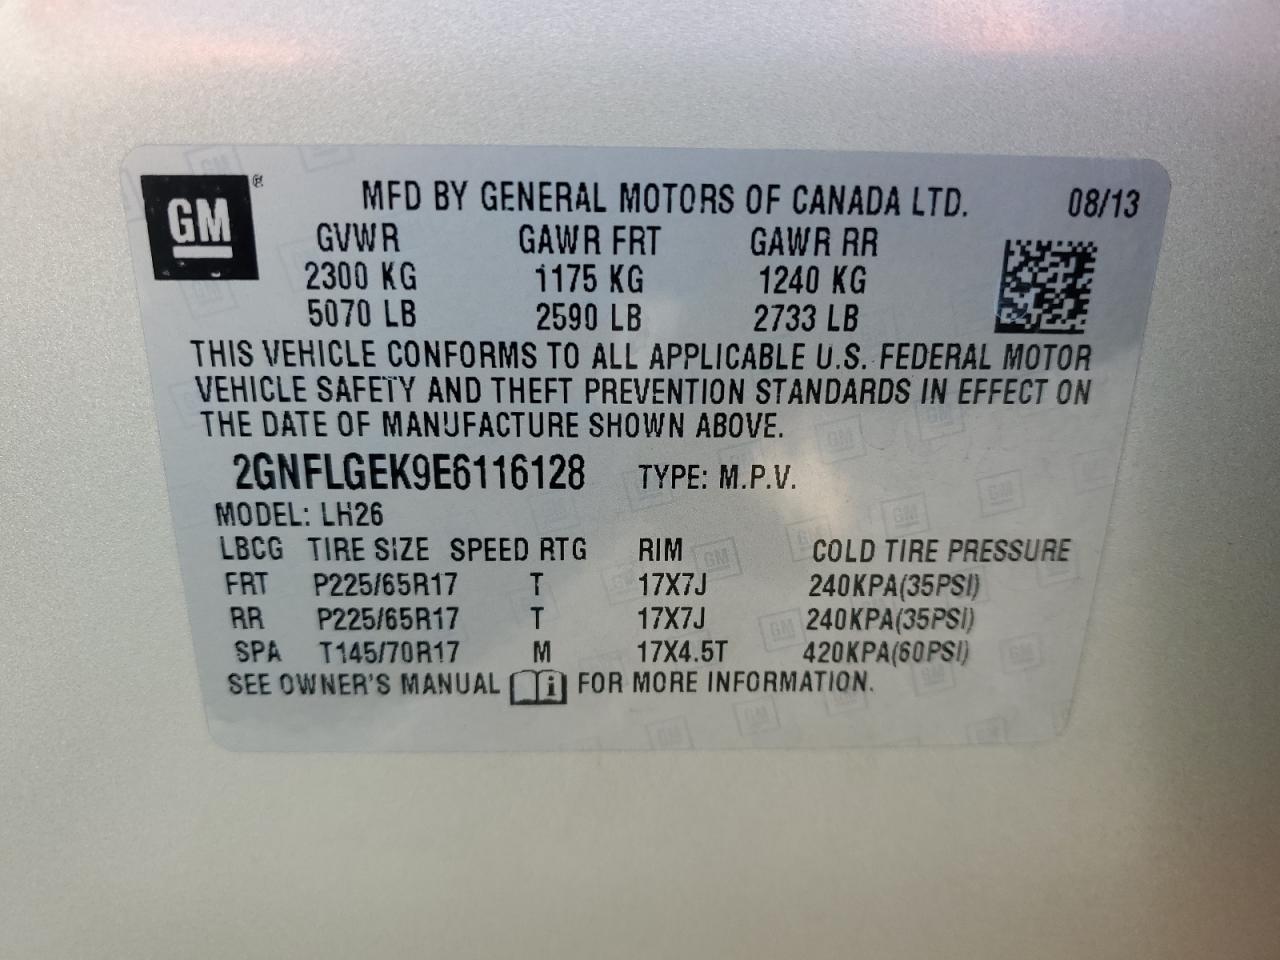 GM ® MFD BY GENERAL MOTORS OF CANADA LTD. 08/13
GVWR GAWR FRT GAWR RR
2300 KG 1175 KG 1240 KG
5070 LB 2590 LB 2733 LB
THIS VEHICLE CONFORMS TO ALL APPLICABLE U.S. FEDERAL MOTOR
VEHICLE SAFETY AND THEFT PREVENTION STANDARDS IN EFFECT ON
THE DATE OF MANUFACTURE SHOWN ABOVE.
2GNFLGEK9E6116128 TYPE: M.P.V.
MODEL: LH26
LBCG TIRE SIZE SPEED RTG RIM COLD TIRE PRESSURE
FRT P225/65R17 T 17X7J 240KPA(35PSI)
RR P225/65R17 T 17X7J 240KPA(35PSI)
SPA T145/70R17 M 17X4.5T 420KPA(60PSI)
SEE OWNER'S MANUAL i FOR MORE INFORMATION.